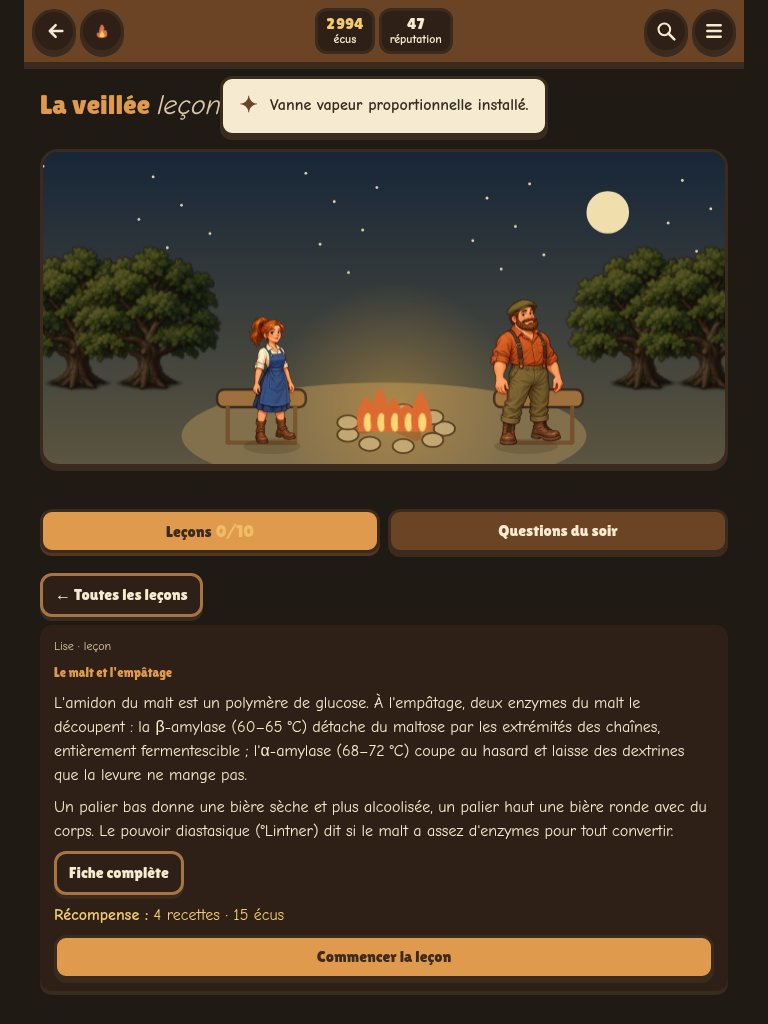 2 994
écus
47
réputation
La veillée leçon
Vanne vapeur proportionnelle installé.
Leçons 0/10
Questions du soir
← Toutes les leçons
Lise · leçon
Le malt et l'empâtage
L'amidon du malt est un polymère de glucose. À l'empâtage, deux enzymes du malt le
découpent : la β-amylase (60–65 °C) détache du maltose par les extrémités des chaînes,
entièrement fermentescible ; l'α-amylase (68–72 °C) coupe au hasard et laisse des dextrines
que la levure ne mange pas.
Un palier bas donne une bière sèche et plus alcoolisée, un palier haut une bière ronde avec du
corps. Le pouvoir diastasique (°Lintner) dit si le malt a assez d'enzymes pour tout convertir.
Fiche complète
Récompense : 4 recettes · 15 écus
Commencer la leçon